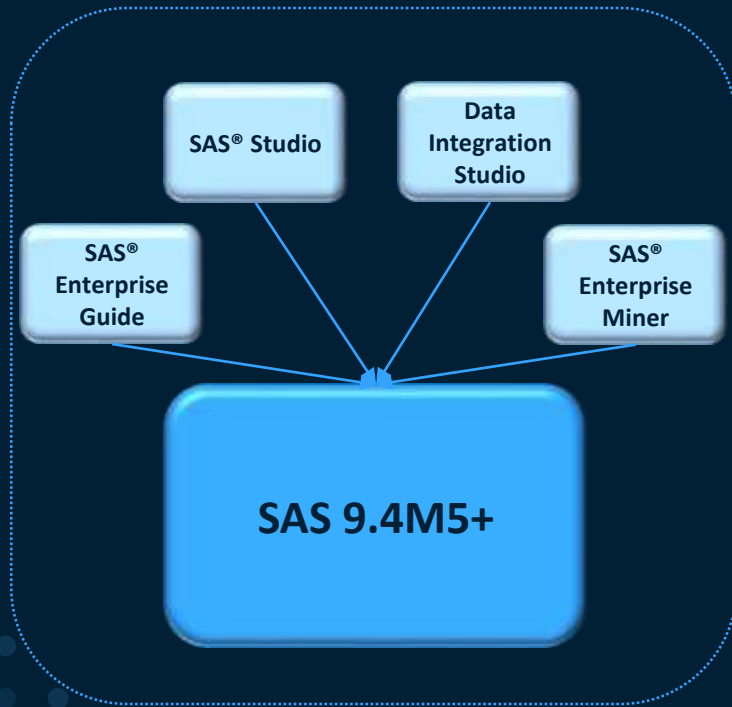 SAS® Studio
Data
Integration
Studio
SAS®
Enterprise
Guide
SAS®
Enterprise
Miner
SAS 9.4M5+